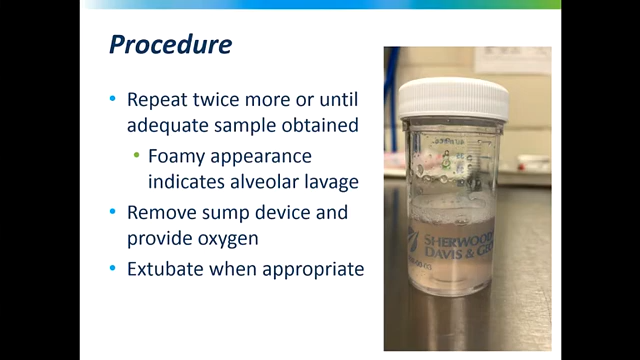 Procedure
• Repeat twice more or until
adequate sample obtained
• Foamy appearance
indicates alveolar lavage
• Remove sump device and
provide oxygen
• Extubate when appropriate
SHERWOOD
DAVIS & GE